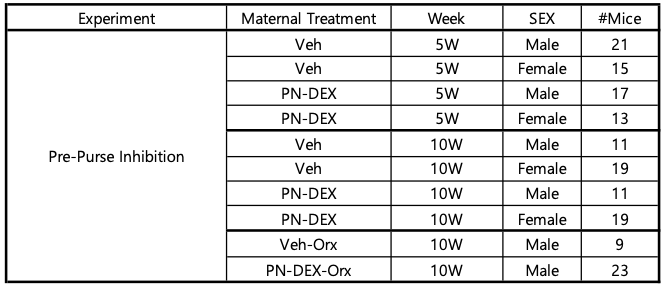 Experiment Maternal Treatment Week SEX #Mice
Veh 5W Male 21
Veh 5W Female 15
PN-DEX 5W Male 17
PN-DEX 5W Female 13
Veh 10W Male 11
Pre-Purse Inhibition
Veh 10W Female 19
PN-DEX 10W Male 11
PN-DEX 10W Female 19
Veh-Orx 10W Male 9
PN-DEX-Orx 10W Male 23